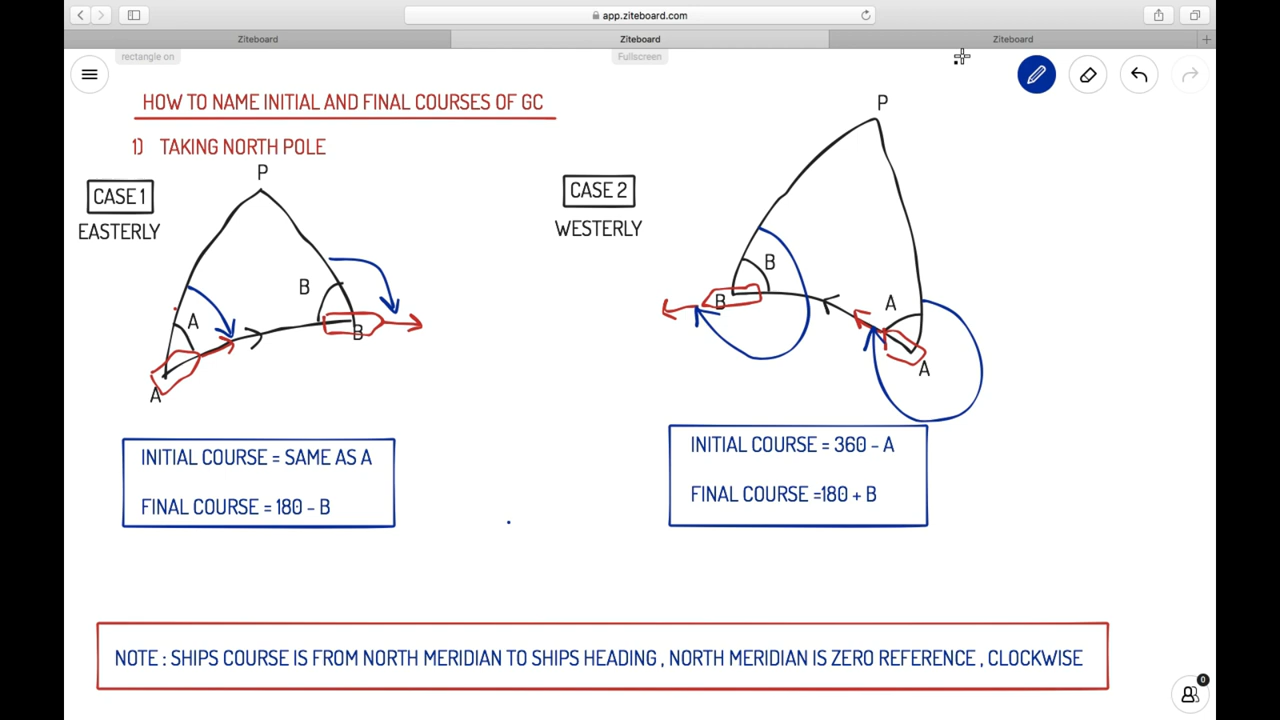 app.ziteboard.com
Ziteboard
Ziteboard
Ziteboard
rectangle on
Fullscreen
HOW TO NAME INITIAL AND FINAL COURSES OF GC
1) TAKING NORTH POLE
P
CASE 1
EASTERLY
B
A
B
A
P
CASE 2
WESTERLY
B
B
A
A
INITIAL COURSE = SAME AS A
FINAL COURSE = 180 - B
INITIAL COURSE = 360 - A
FINAL COURSE =180 + B
NOTE : SHIPS COURSE IS FROM NORTH MERIDIAN TO SHIPS HEADING , NORTH MERIDIAN IS ZERO REFERENCE , CLOCKWISE
0